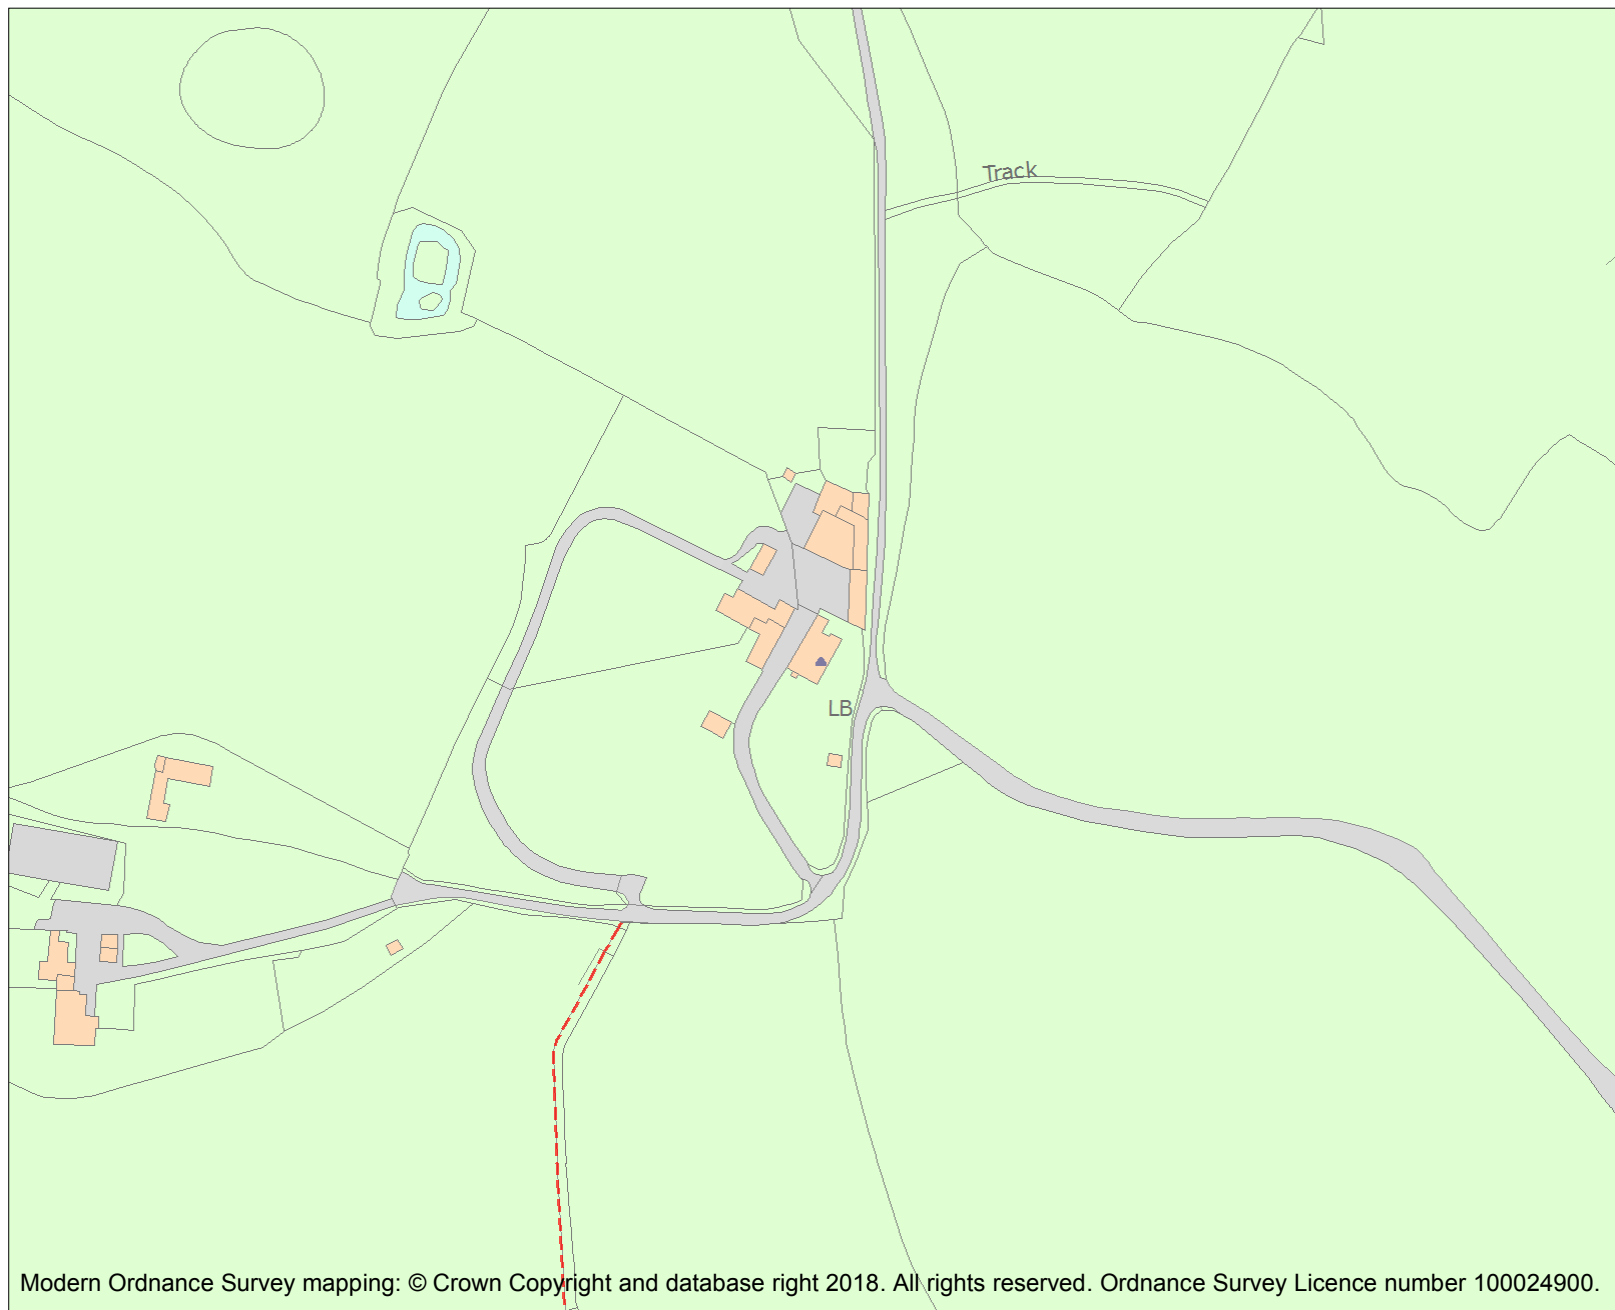 Track
LB
Modern Ordnance Survey mapping: © Crown Copyright and database right 2018. All rights reserved. Ordnance Survey Licence number 100024900.